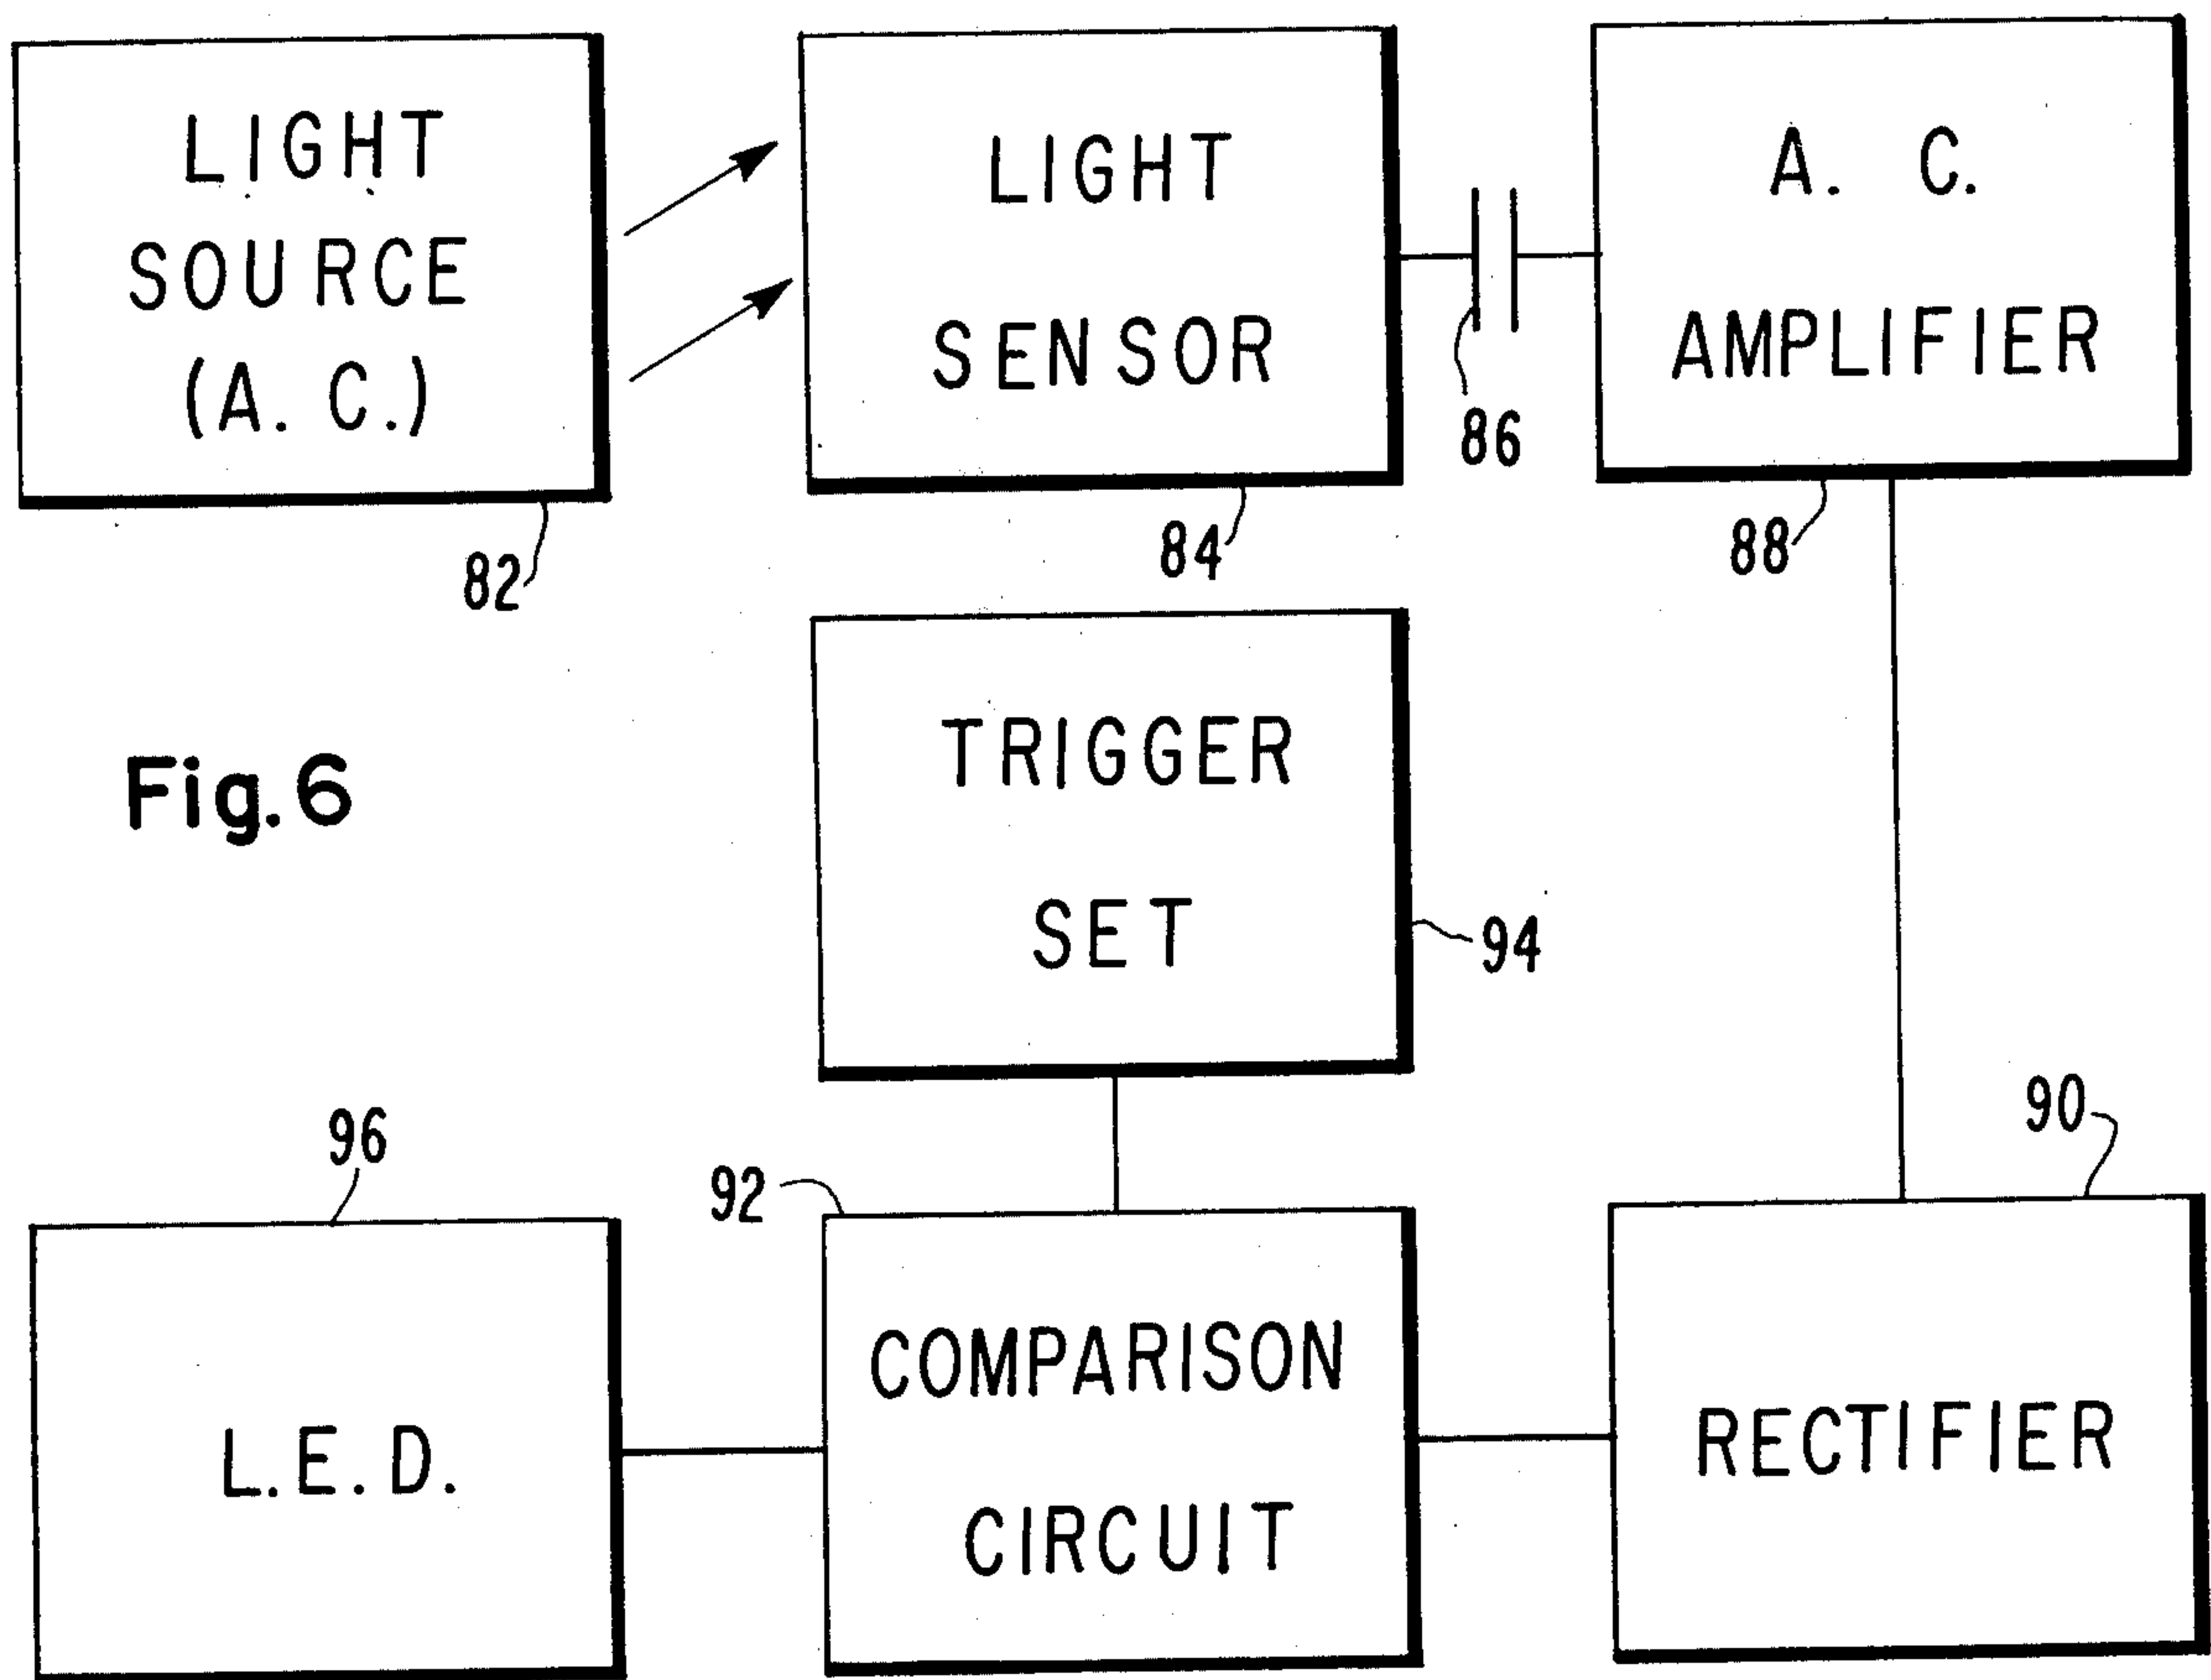 LIGHT
SOURCE
(A. C.)
82
LIGHT
SENSOR
84
86
A. C.
AMPLIFIER
88
Fig. 6
TRIGGER
SET
94
96
L.E.D.
92
COMPARISON
CIRCUIT
90
RECTIFIER